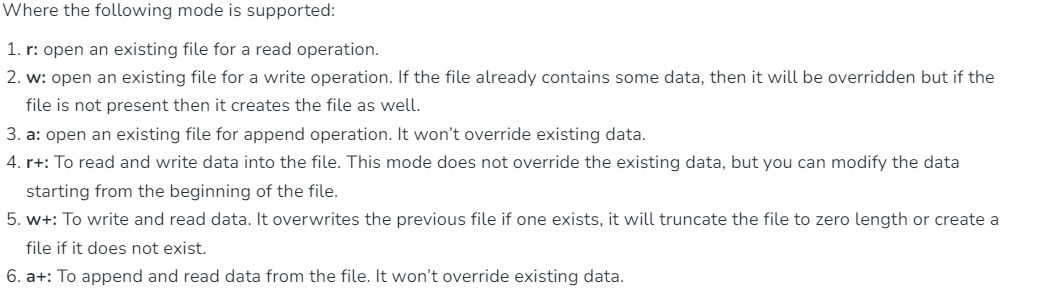 Where the following mode is supported:
1. r: open an existing file for a read operation.
2. w: open an existing file for a write operation. If the file already contains some data, then it will be overridden but if the
file is not present then it creates the file as well.
3. a: open an existing file for append operation. It won’t override existing data.
4. r+: To read and write data into the file. This mode does not override the existing data, but you can modify the data
starting from the beginning of the file.
5. w+: To write and read data. It overwrites the previous file if one exists, it will truncate the file to zero length or create a
file if it does not exist.
6. a+: To append and read data from the file. It won’t override existing data.